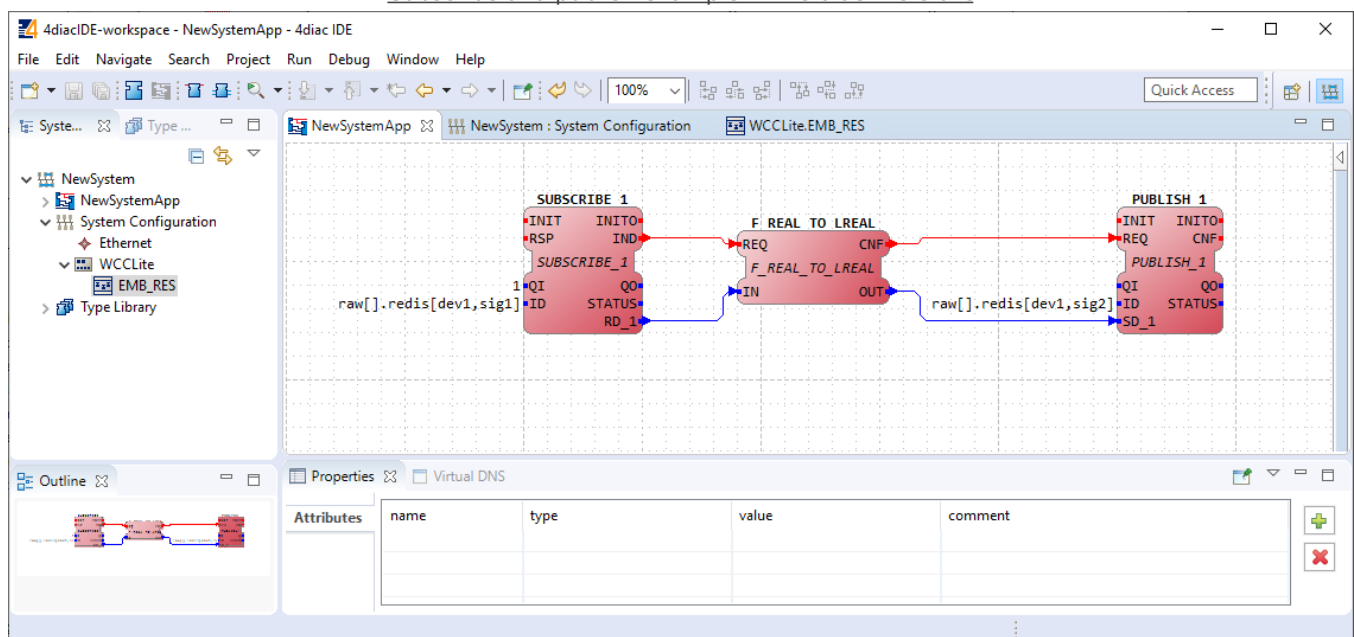 4diacIDE-workspace - NewSystemApp - 4diac IDE
File Edit Navigate Search Project Run Debug Window Help
100%
Quick Access
Syste...
Type ...
NewSystemApp
NewSystem : System Configuration
WCCLite.EMB_RES
NewSystem
NewSystemApp
System Configuration
Ethernet
WCCLite
EMB_RES
Type Library
SUBSCRIBE_1
INIT INITO
RSP IND
SUBSCRIBE_1
1 QI QO
raw[].redis[dev1,sig1] ID STATUS
RD_1
F_REAL_TO_LREAL
REQ CNF
F_REAL_TO_LREAL
IN OUT
PUBLISH_1
INIT INITO
REQ CNF
PUBLISH_1
QI QO
raw[].redis[dev1,sig2] ID STATUS
SD_1
Outline
Properties
Virtual DNS
Attributes
name type value comment